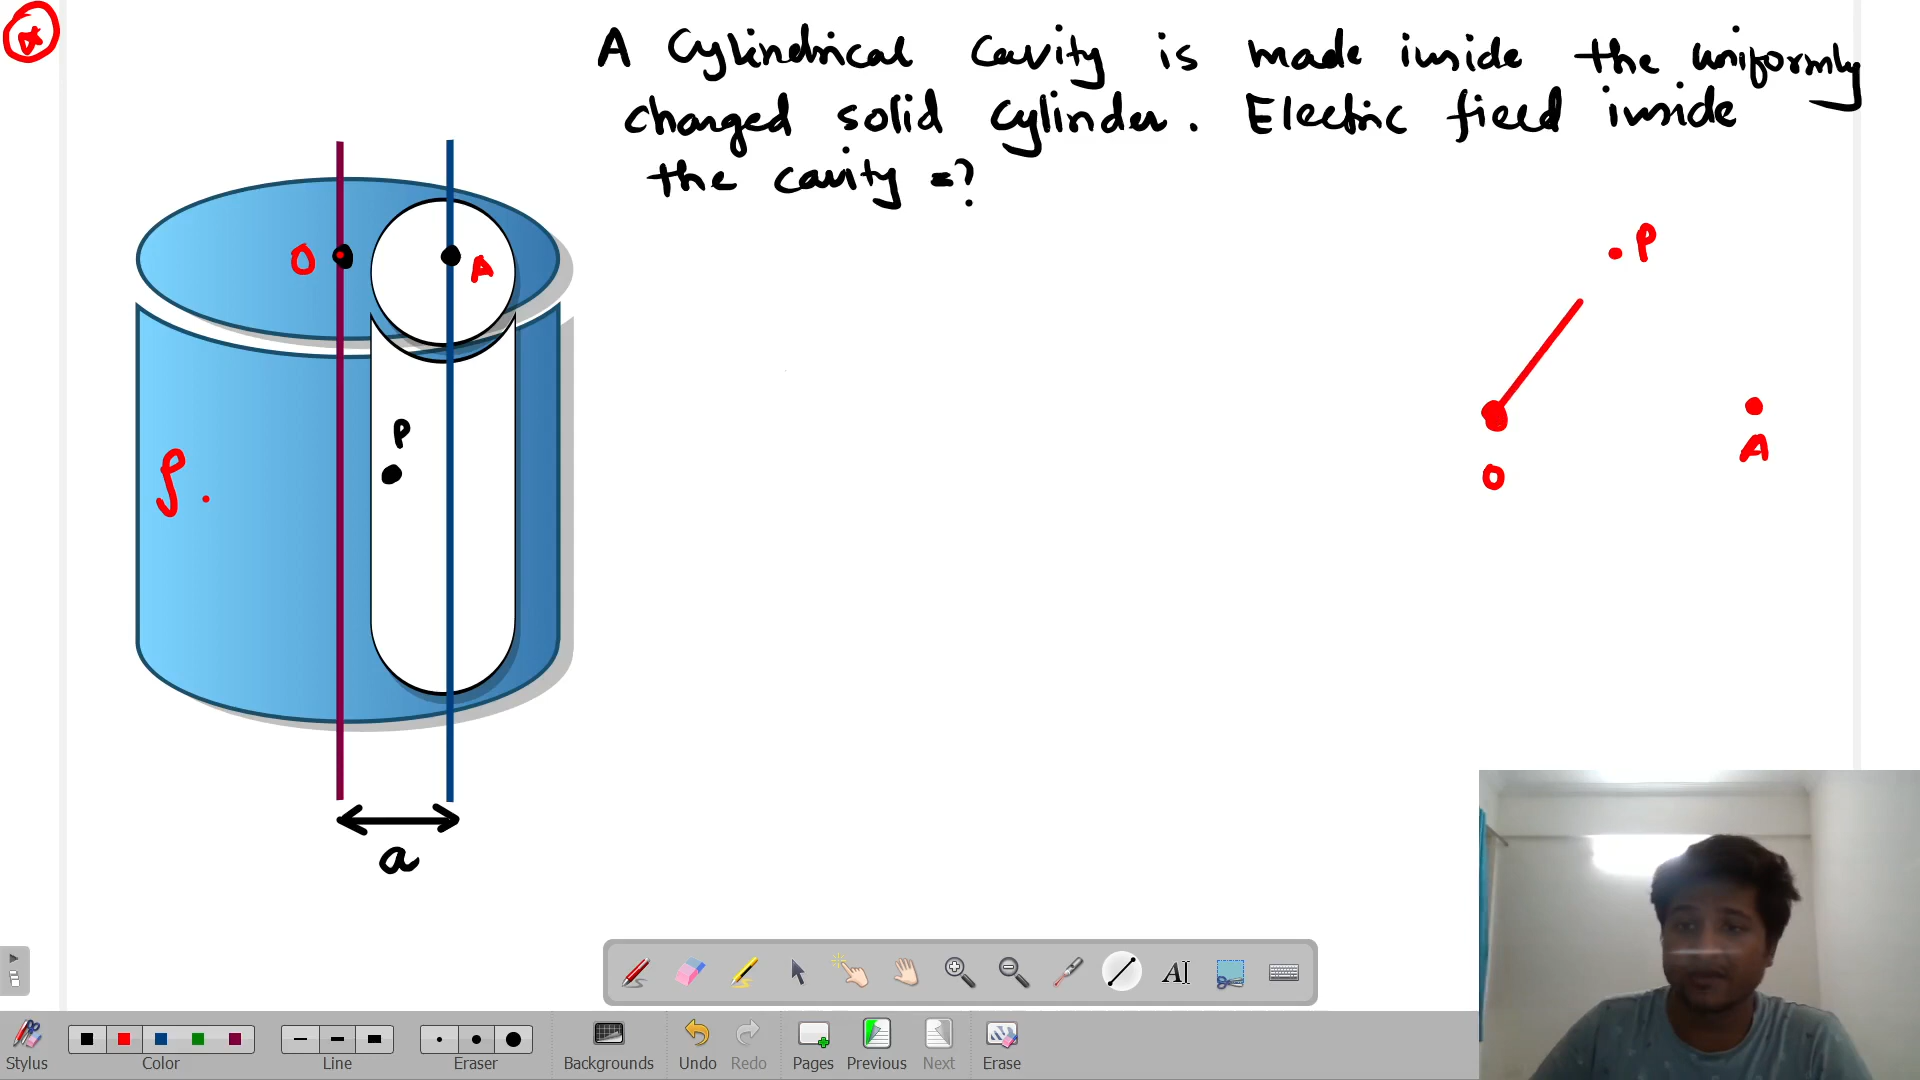 A Cylindrical Cavity is made inside the uniformly
charged solid cylinder. Electric field inside
the cavity =?
O
A
P
ρ.
a
P
O
A
Stylus
Color
Line
Eraser
Backgrounds
Undo
Redo
Pages
Previous
Next
Erase